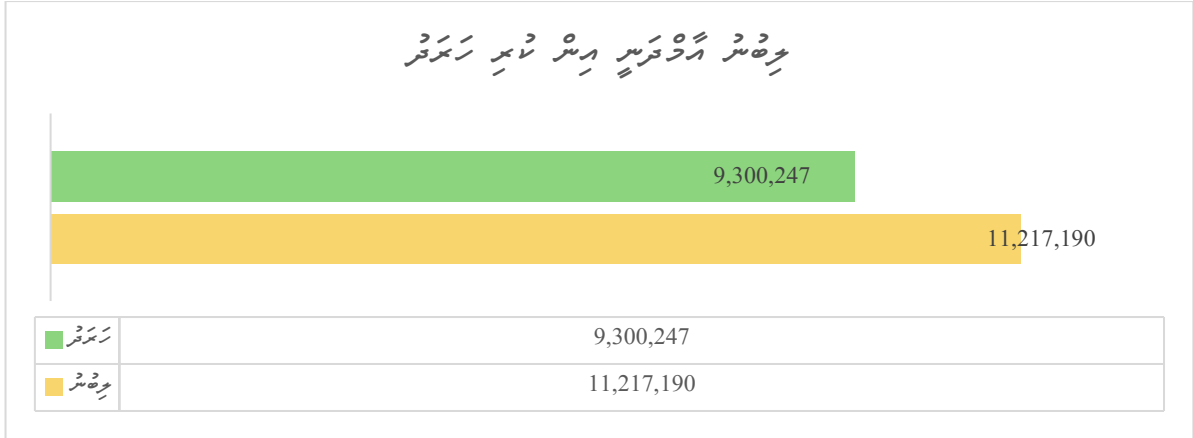 ލިބުނު އާމްދަނީ އިން ކުރި ހަރަދު
9,300,247
11,217,190
ހަރަދު 9,300,247
ލިބުނު 11,217,190